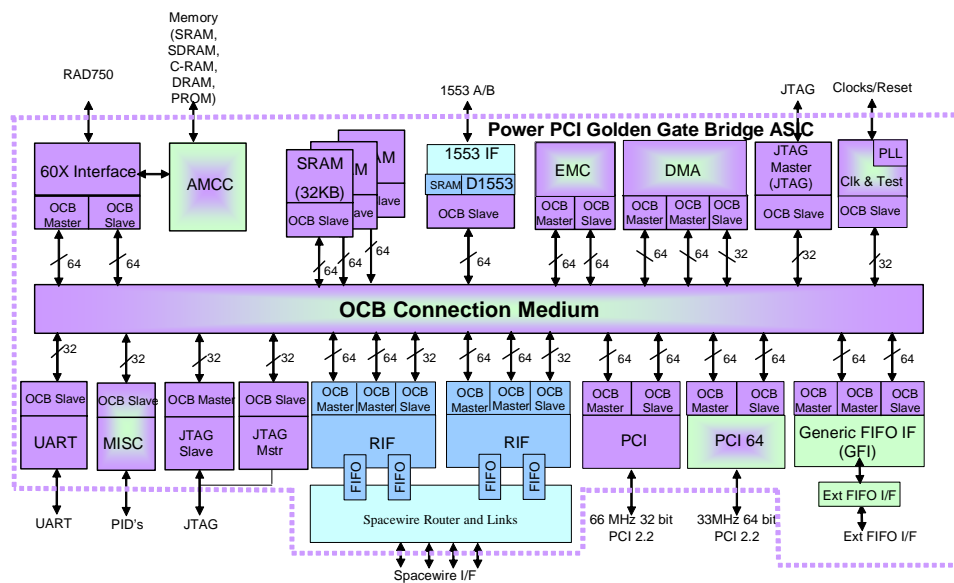 Memory
(SRAM,
SDRAM,
C-RAM,
DRAM,
PROM)
RAD750
1553 A/B
JTAG
Clocks/Reset
Power PCI Golden Gate Bridge ASIC
60X Interface
OCB Master
OCB Slave
AMCC
SRAM
(32KB)
OCB Slave
AM
Slave
AM
Slave
1553 IF
SRAM
D1553
OCB Slave
EMC
OCB Master
OCB Slave
DMA
OCB Master
OCB Master
OCB Slave
JTAG
Master
(JTAG)
OCB Slave
PLL
Clk & Test
OCB Slave
64
64
64
64
64
64
64
64
64
64
32
32
32
OCB Connection Medium
32
32
32
32
64
64
32
64
64
32
64
64
64
64
64
64
OCB Slave
UART
OCB Slave
MISC
OCB Master
JTAG
Slave
OCB Slave
JTAG
Mstr
OCB Master
OCB Master
OCB Slave
RIF
FIFO
FIFO
OCB Master
OCB Master
OCB Slave
RIF
FIFO
FIFO
OCB Master
OCB Slave
PCI
OCB Master
OCB Slave
PCI 64
OCB Master
OCB Master
OCB Slave
Generic FIFO IF
(GFI)
Ext FIFO I/F
Spacewire Router and Links
UART
PID's
JTAG
Spacewire I/F
66 MHz 32 bit
PCI 2.2
33MHz 64 bit
PCI 2.2
Ext FIFO I/F